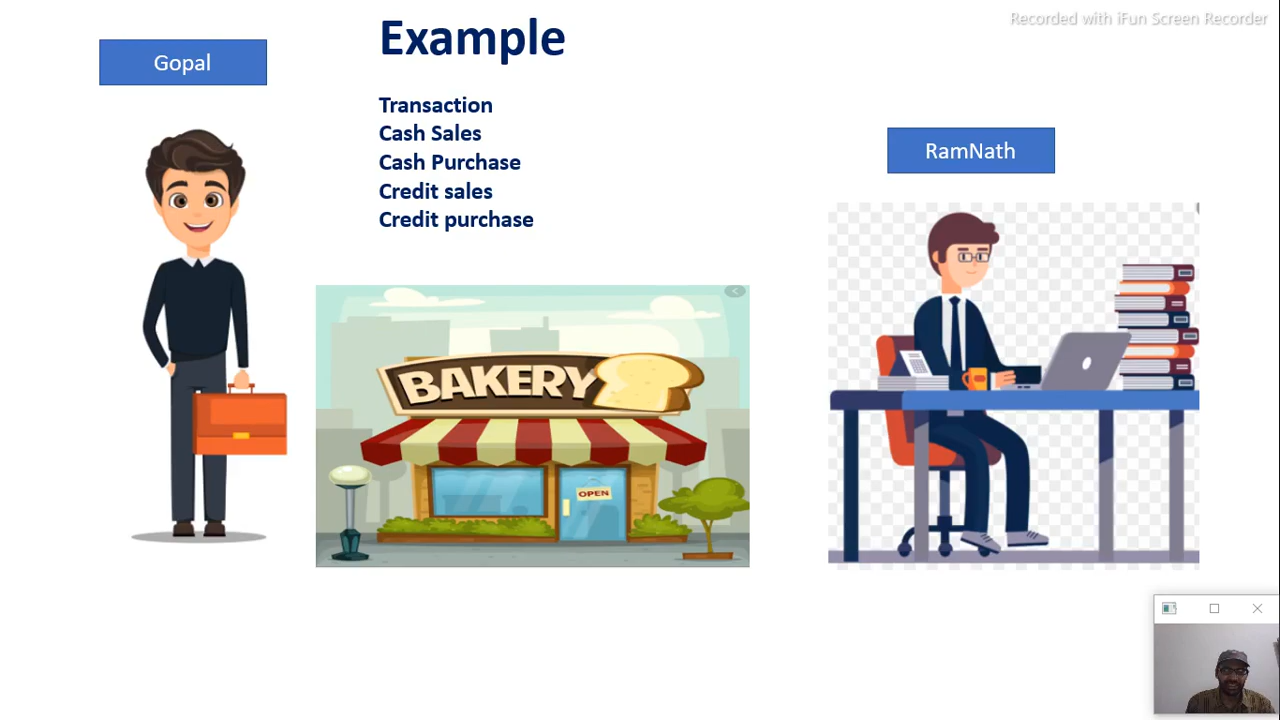 Recorded with iFun Screen Recorder
Example
Gopal
Transaction
Cash Sales
Cash Purchase
Credit sales
Credit purchase
RamNath
BAKERY
OPEN